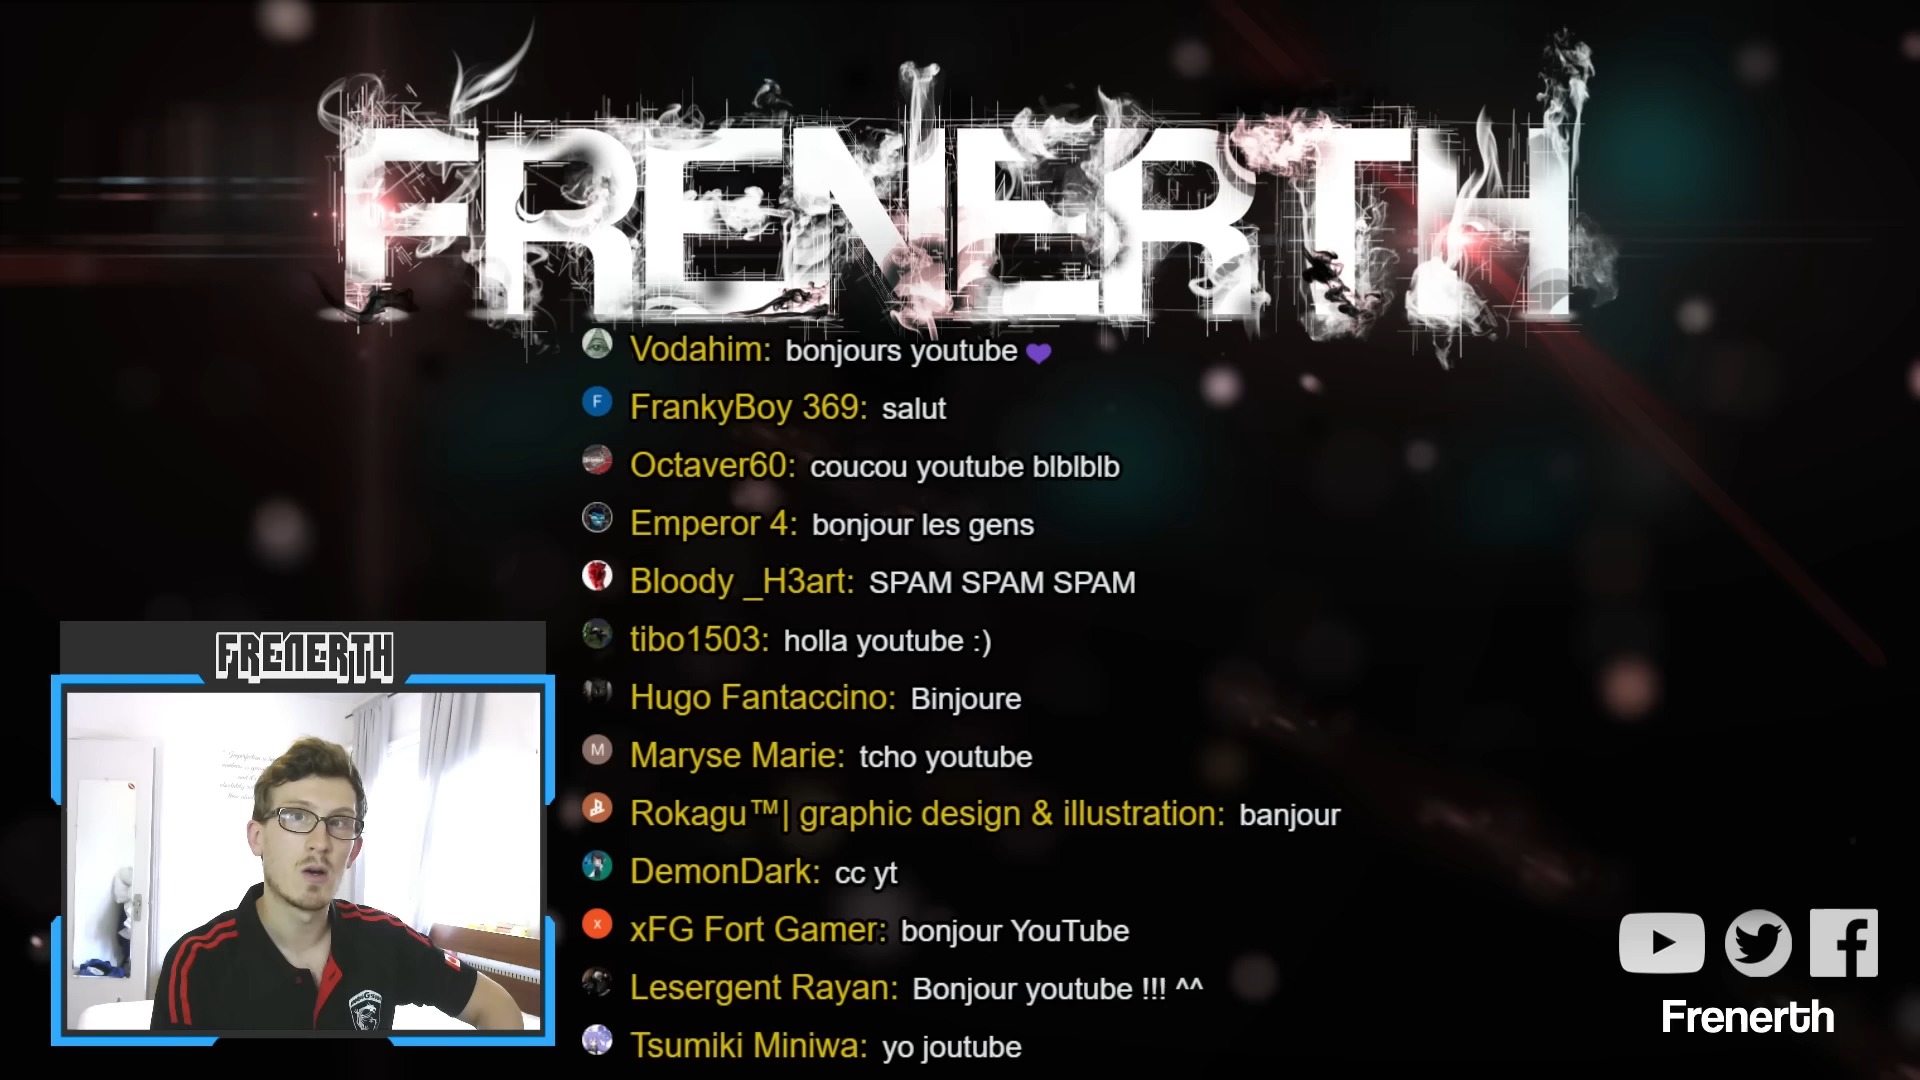 FRENERTH
Vodahim: bonjours youtube 💜
F FrankyBoy 369: salut
Octaver60: coucou youtube blblblb
Emperor 4: bonjour les gens
Bloody _H3art: SPAM SPAM SPAM
tibo1503: holla youtube :)
Hugo Fantaccino: Binjoure
M Maryse Marie: tcho youtube
Rokagu™| graphic design & illustration: banjour
DemonDark: cc yt
x xFG Fort Gamer: bonjour YouTube
Lesergent Rayan: Bonjour youtube !!! ^^
Tsumiki Miniwa: yo joutube
FRENERTH
Frenerth